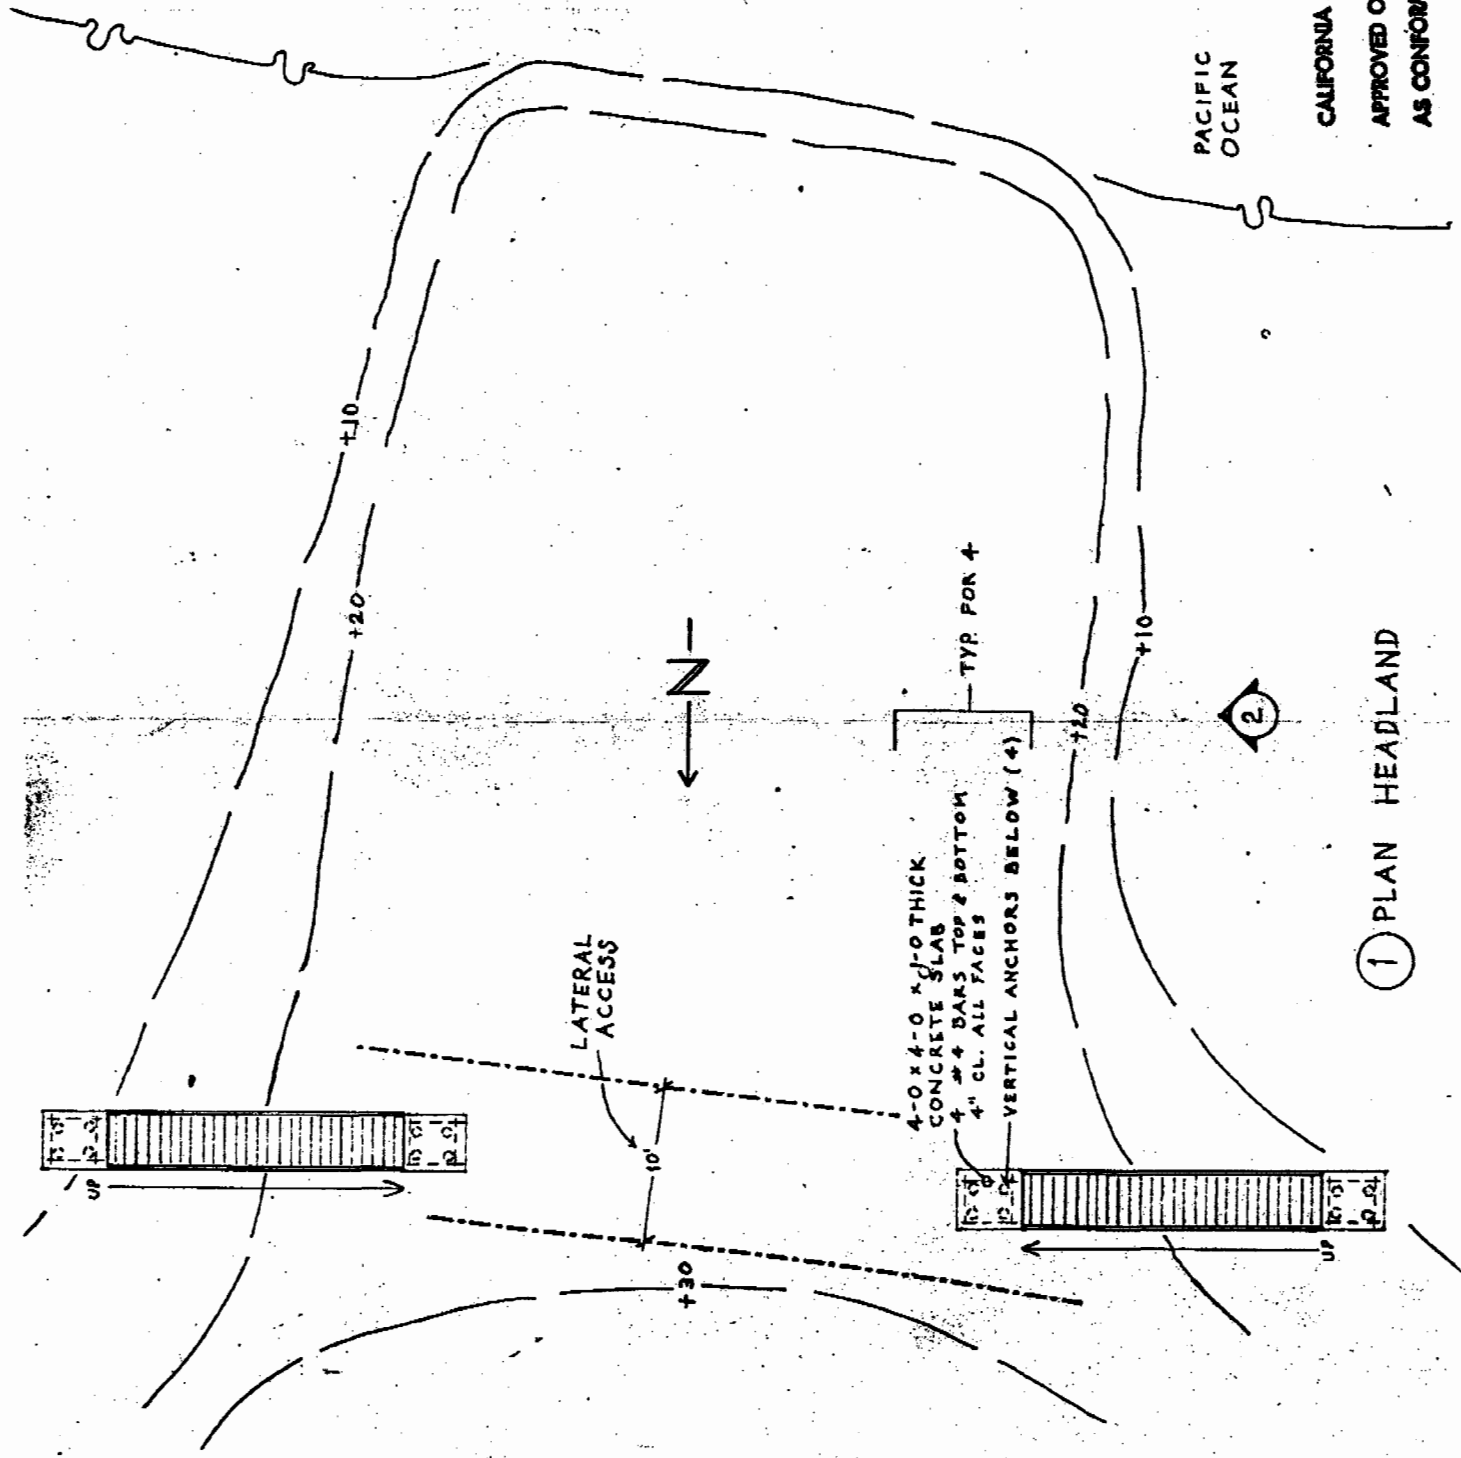 PACIFIC
OCEAN
CALIFORNIA
APPROVED O
AS CONFOR
+10
+20
N
TYP. FOR 4
4-0 x 4-0 x 1-0 THICK
CONCRETE SLAB
4 #4 BARS TOP & BOTTOM
4" CL. ALL FACES
VERTICAL ANCHORS BELOW (4)
+20
+10
2
LATERAL
ACCESS
10'
UP
UP
+30
1 PLAN HEADLAND